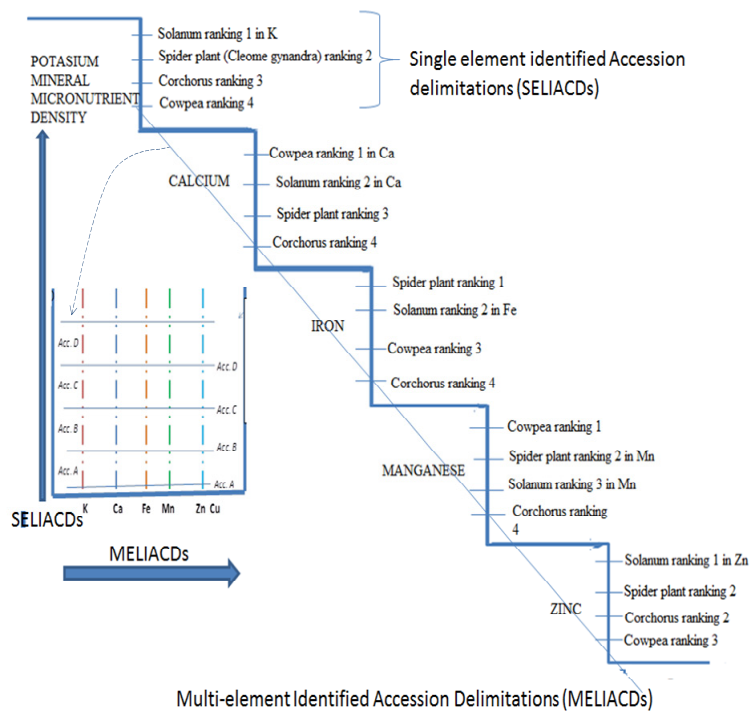 Solanum ranking 1 in K
Spider plant (Cleome gynandra) ranking 2
Corchorus ranking 3
Cowpea ranking 4
POTASIUM
MINERAL
MICRONUTRIENT
DENSITY
Single element identified Accession
delimitations (SELIACDs)
Cowpea ranking 1 in Ca
Solanum ranking 2 in Ca
Spider plant ranking 3
Corchorus ranking 4
CALCIUM
Spider plant ranking 1
Solanum ranking 2 in Fe
Cowpea ranking 3
Corchorus ranking 4
IRON
Cowpea ranking 1
Spider plant ranking 2 in Mn
Solanum ranking 3 in Mn
Corchorus ranking
4
MANGANESE
Solanum ranking 1 in Zn
Spider plant ranking 2
Corchorus ranking 2
Cowpea ranking 3
ZINC
Acc. D
Acc. D
Acc. C
Acc. C
Acc. B
Acc. B
Acc. A
Acc. A
K Ca Fe Mn Zn Cu
SELIACDs
MELIACDs
Multi-element Identified Accession Delimitations (MELIACDs)